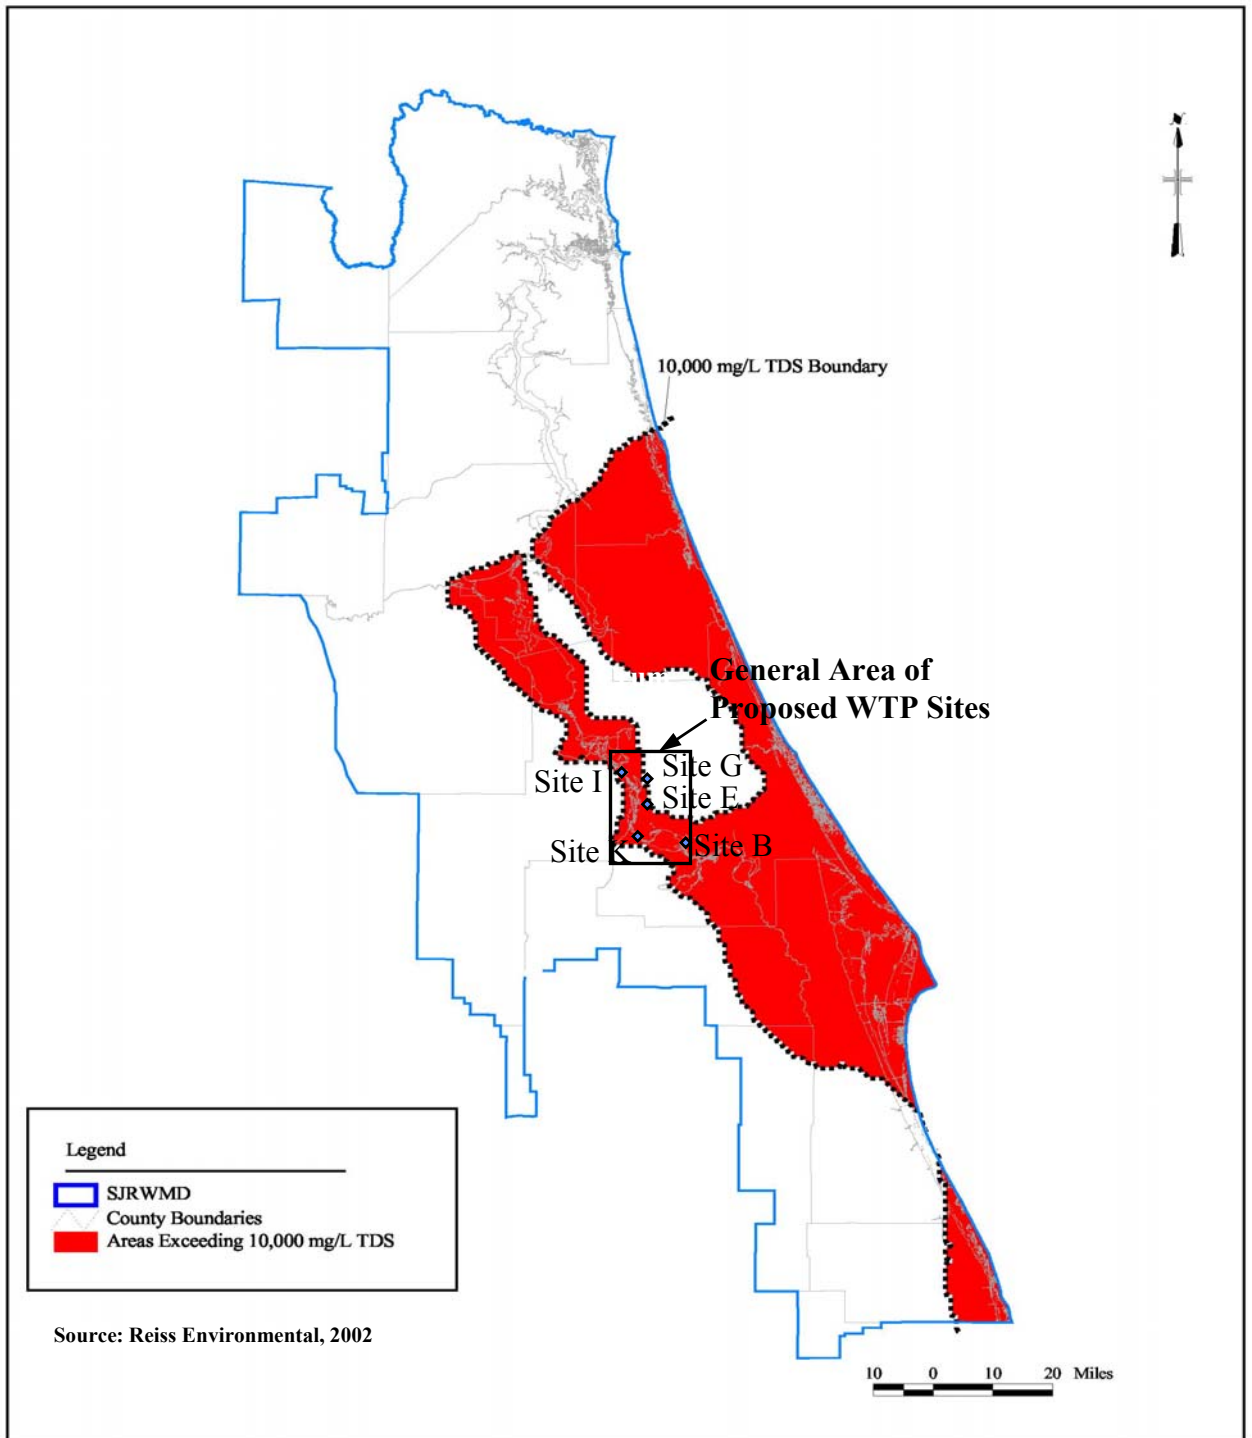 N
10,000 mg/L TDS Boundary
General Area of
Proposed WTP Sites
Site G
Site I
Site E
Site B
Site K
Legend
SJRWMD
County Boundaries
Areas Exceeding 10,000 mg/L TDS
Source: Reiss Environmental, 2002
10 0 10 20 Miles